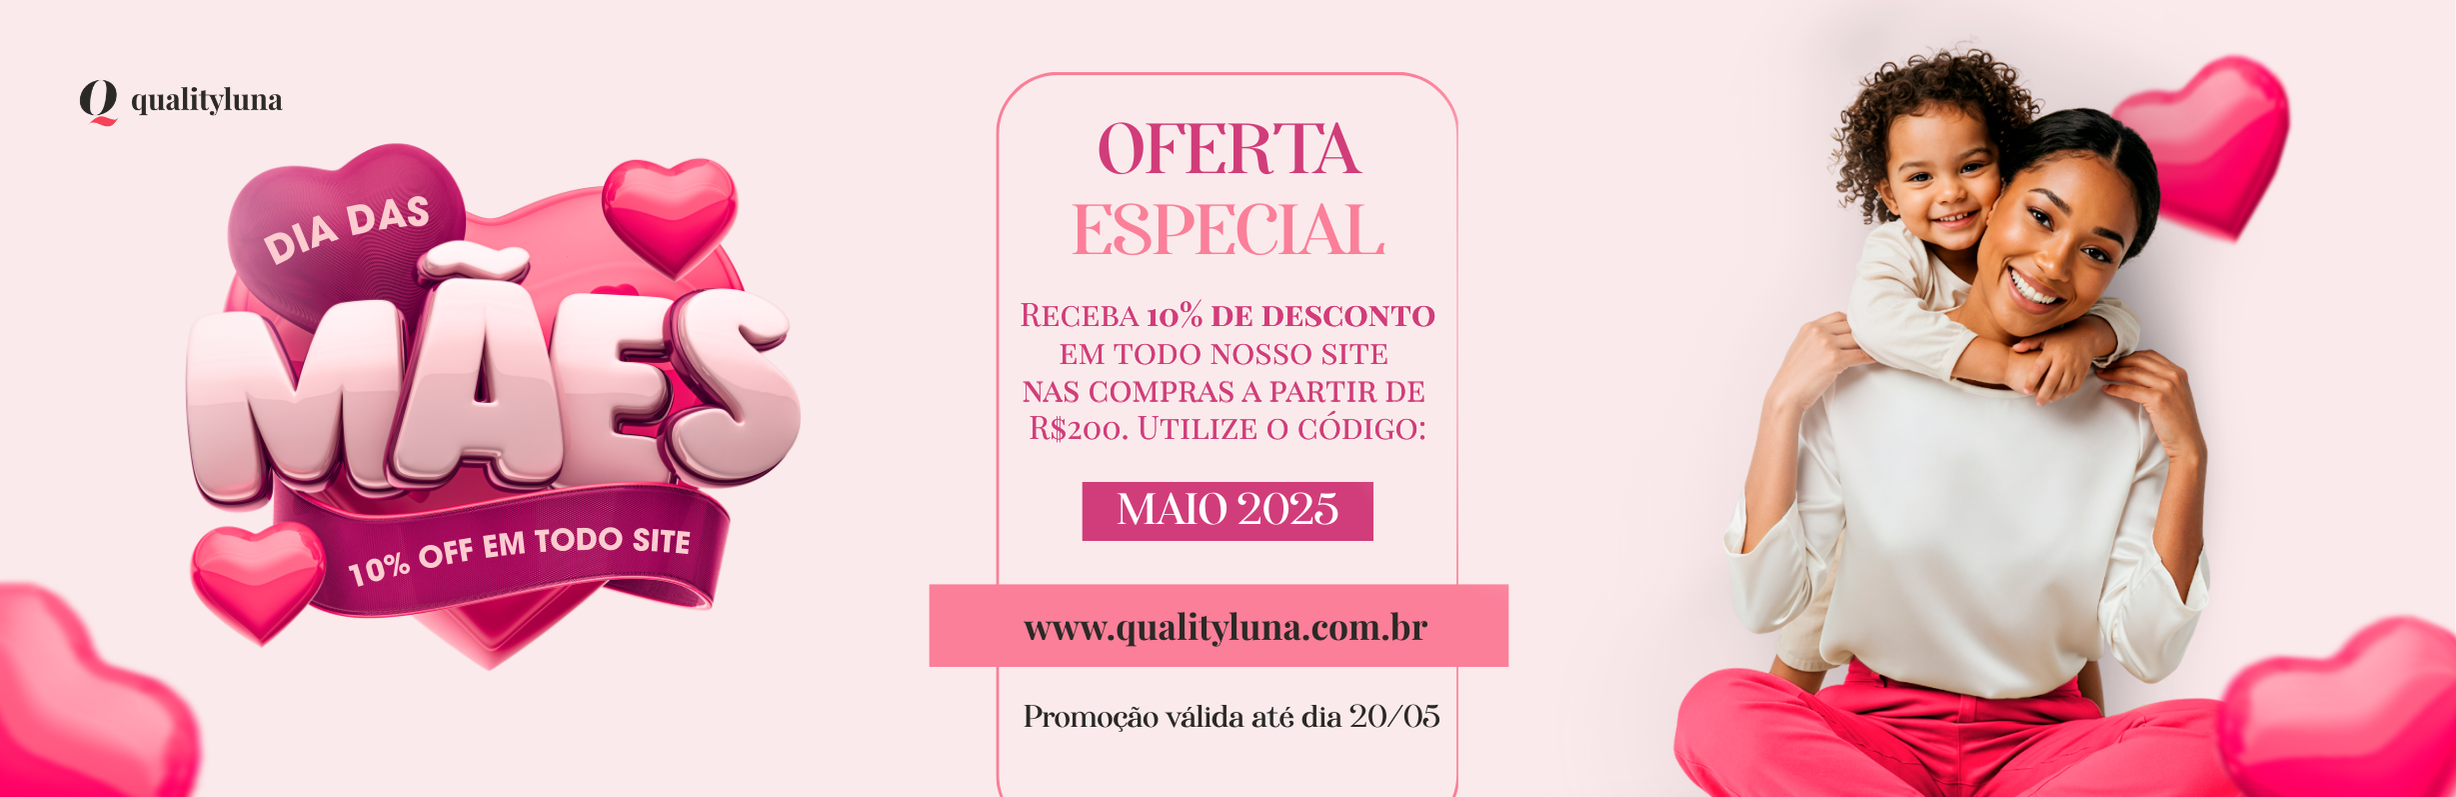 qualityluna
DIA DAS
MÃES
10% OFF EM TODO SITE
OFERTA
ESPECIAL
Receba 10% de desconto
em todo nosso site
nas compras a partir de
R$200. Utilize o código:
MAIO 2025
www.qualityluna.com.br
Promoção válida até dia 20/05